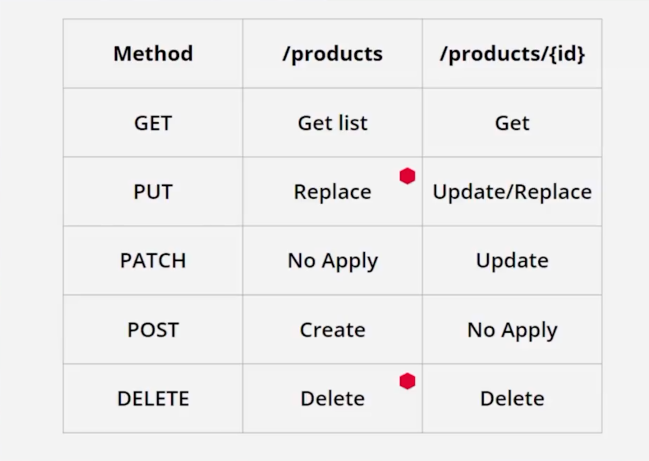 Method /products /products/{id}
GET Get list Get
PUT Replace Update/Replace
PATCH No Apply Update
POST Create No Apply
DELETE Delete Delete